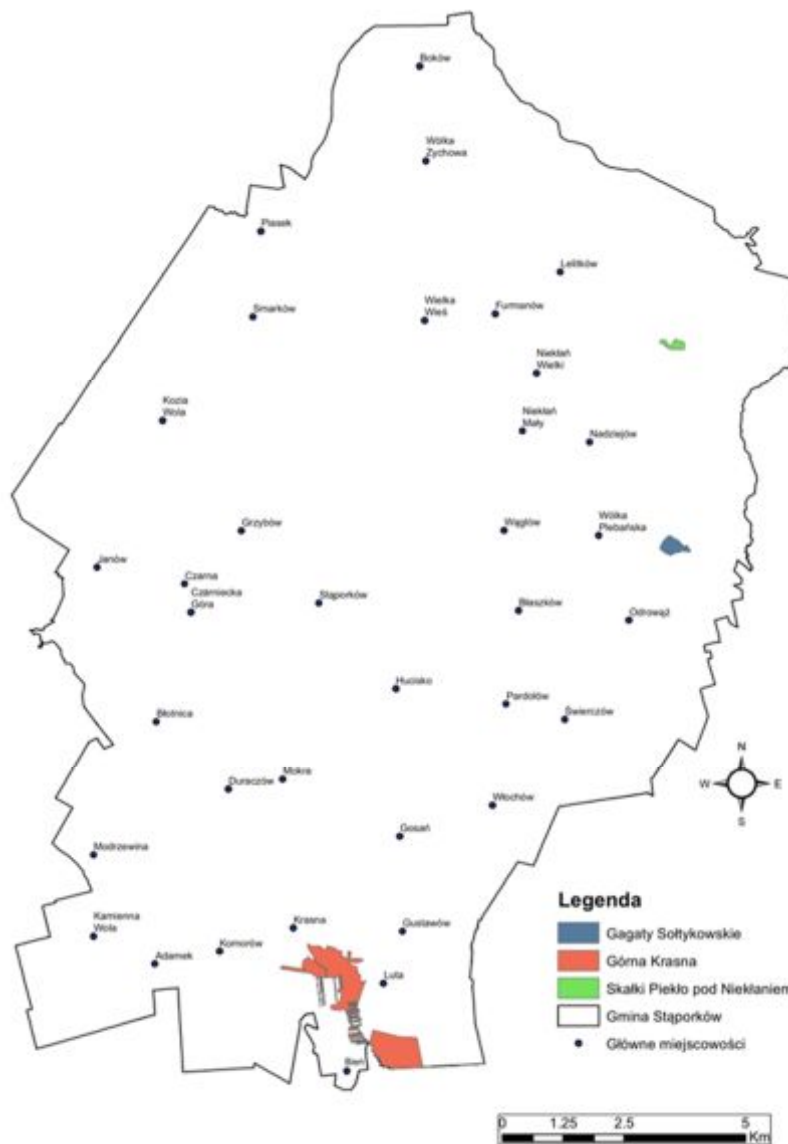 Boków
Wólka
Zychowa
Piasek
Lelitków
Smarków
Wielka
Wieś
Furmanów
Niekłań
Wielki
Kozia
Wola
Niekłań
Mały
Nadziejów
Grzybów
Wąglów
Wólka
Plebańska
Janów
Czarna
Czarniecka
Góra
Stąporków
Błaszków
Odrowąż
Hucisko
Pardołów
Świerczów
Błotnica
Mokra
Duraczów
Włochów
Gosań
Modrzewina
Kamienna
Wola
Krasna
Gustawów
Adamek
Komorów
Luta
Bień
N
W
E
S
Legenda
Gagaty Sołtykowskie
Górna Krasna
Skałki Piekło pod Niekłaniem
Gmina Stąporków
Główne miejscowości
0 1.25 2.5 5
Km